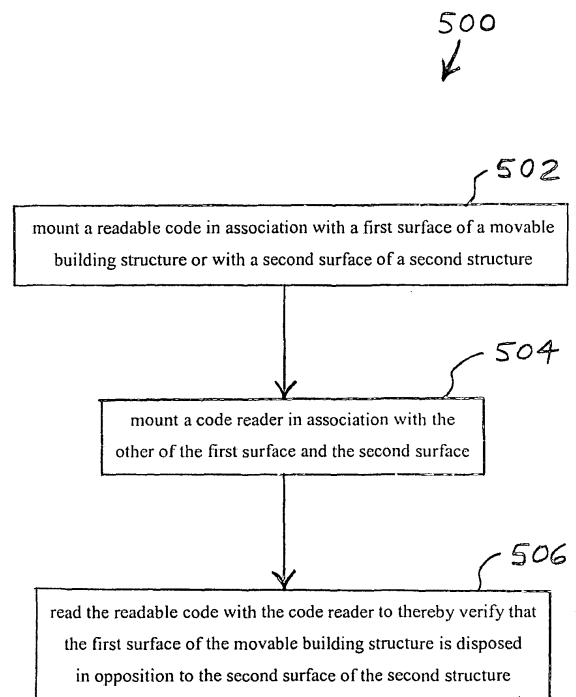 500
502
mount a readable code in association with a first surface of a movable
building structure or with a second surface of a second structure
504
mount a code reader in association with the
other of the first surface and the second surface
506
read the readable code with the code reader to thereby verify that
the first surface of the movable building structure is disposed
in opposition to the second surface of the second structure